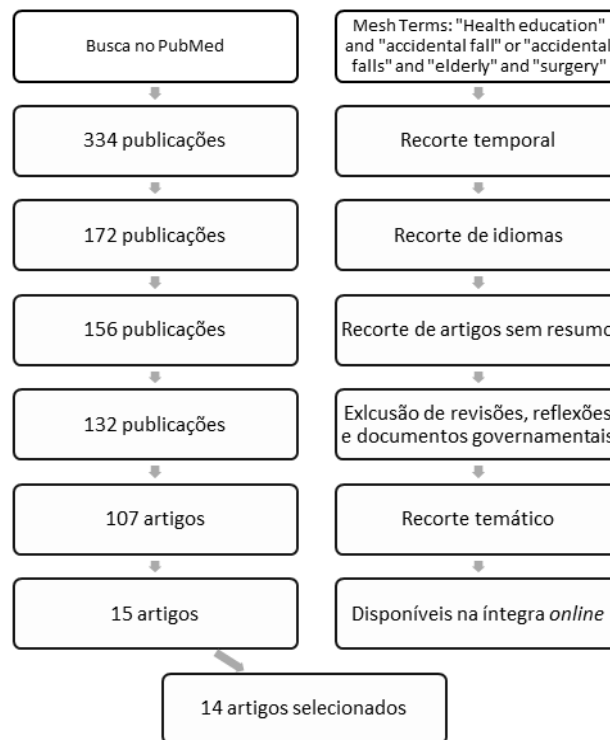 Busca no PubMed
Mesh Terms: "Health education"
and "accidental fall" or "accidental
falls" and "elderly" and "surgery"
334 publicações
Recorte temporal
172 publicações
Recorte de idiomas
156 publicações
Recorte de artigos sem resumo
132 publicações
Exlcusão de revisões, reflexões
e documentos governamentais
107 artigos
Recorte temático
15 artigos
Disponíveis na íntegra online
14 artigos selecionados